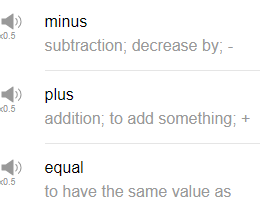 minus
x0.5
subtraction; decrease by; -
plus
x0.5
addition; to add something; +
equal
x0.5
to have the same value as